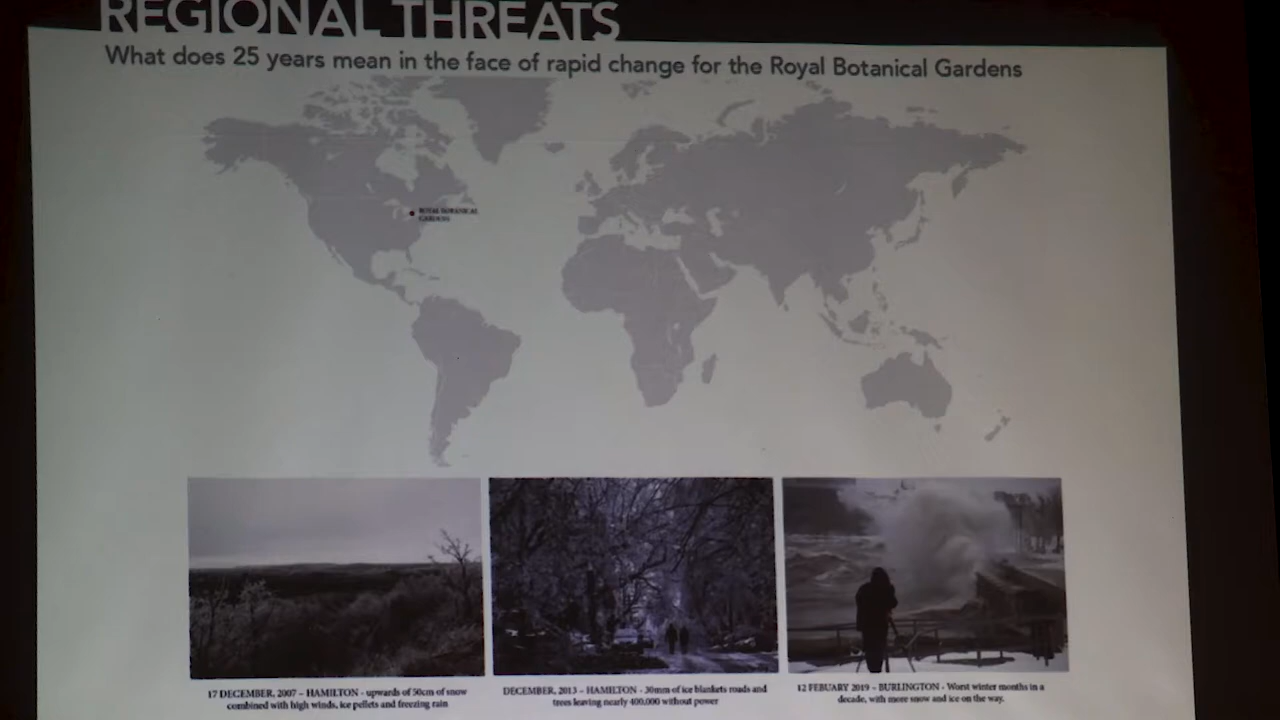 REGIONAL THREATS
What does 25 years mean in the face of rapid change for the Royal Botanical Gardens
ROYAL BOTANICAL
GARDENS
17 DECEMBER, 2007 – HAMILTON - upwards of 50cm of snow
combined with high winds, ice pellets and freezing rain
DECEMBER, 2013 – HAMILTON - 30mm of ice blankets roads and
trees leaving nearly 400,000 without power
12 FEBUARY 2019 – BURLINGTON - Worst winter months in a
decade, with more snow and ice on the way.